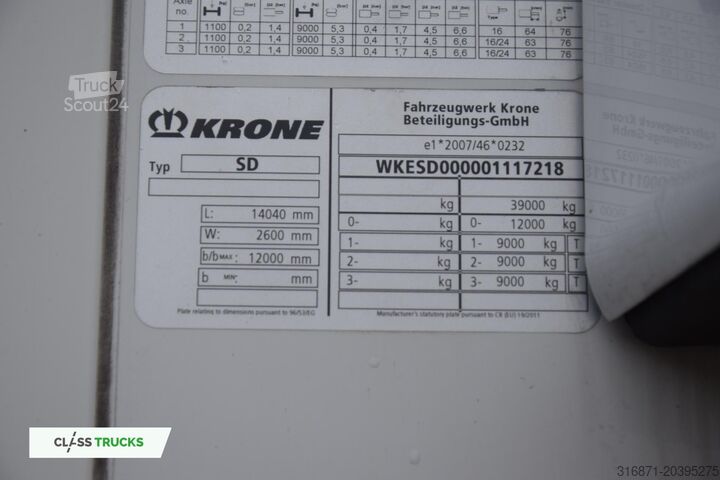 Axle
no.
1 1100 0,2 1,4 9000 5,3 0,4 1,7 4,5 6,6 16 64 76
2 1100 0,2 1,4 9000 5,3 0,4 1,7 4,5 6,6 16/24 63 76
3 1100 0,2 1,4 9000 5,3 0,4 1,7 4,5 6,6 16/24 63 76
Truck
Scout24
KRONE
Typ SD
L: 14040 mm
W: 2600 mm
b/b MAX: 12000 mm
b MIN: mm
Plate relating to dimensions pursuant to 96/53/EG
Fahrzeugwerk Krone
Beteiligungs-GmbH
e1*2007/46*0232
WKESD000001117218
kg 39000 kg
0- kg 0- 12000 kg
1- kg 1- 9000 kg T
2- kg 2- 9000 kg T
3- kg 3- 9000 kg T
Manufacturer's statutory plate pursuant to CR (EU) 19/2011
CLASSTRUCKS
316871-20395275